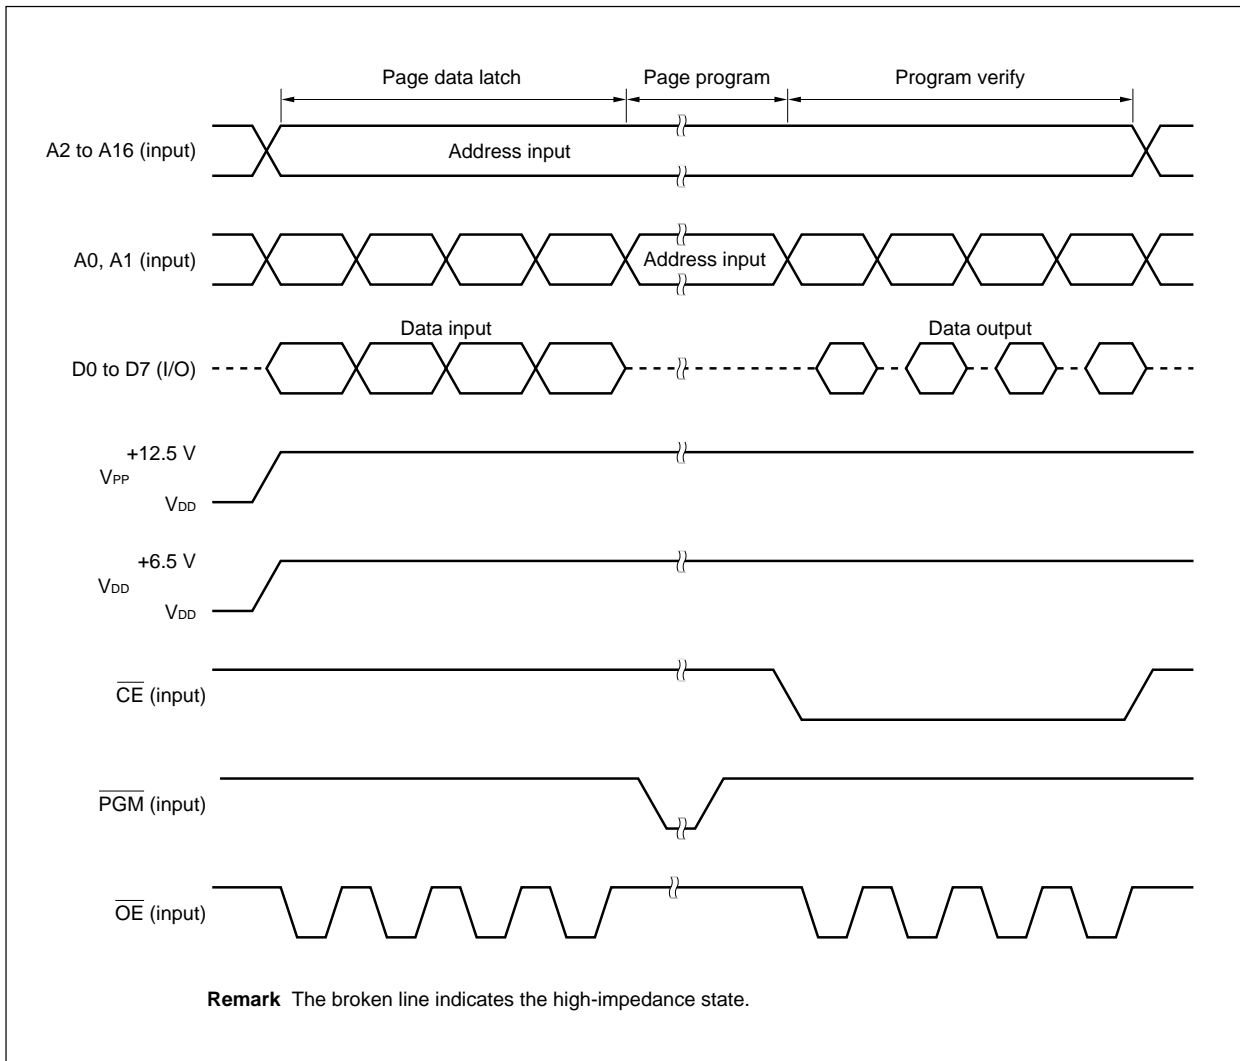 Page data latch Page program Program verify
A2 to A16 (input) Address input
A0, A1 (input) Address input
Data input Data output
D0 to D7 (I/O)
+12.5 V
VPP
VDD
+6.5 V
VDD
VDD
CE (input)
PGM (input)
OE (input)
Remark The broken line indicates the high-impedance state.